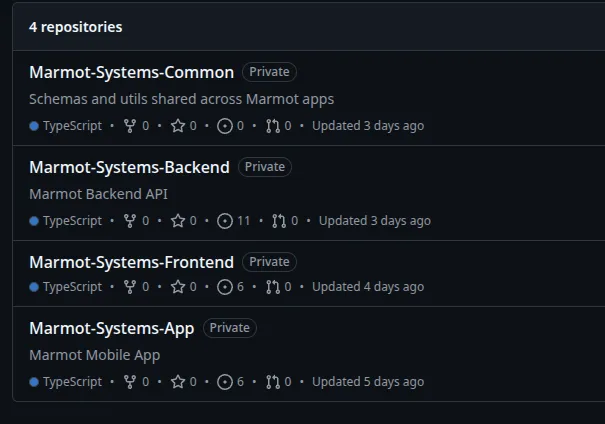 4 repositories
Marmot-Systems-Common Private
Schemas and utils shared across Marmot apps
TypeScript • 0 • 0 • 0 • 0 • Updated 3 days ago
Marmot-Systems-Backend Private
Marmot Backend API
TypeScript • 0 • 0 • 11 • 0 • Updated 3 days ago
Marmot-Systems-Frontend Private
TypeScript • 0 • 0 • 6 • 0 • Updated 4 days ago
Marmot-Systems-App Private
Marmot Mobile App
TypeScript • 0 • 0 • 6 • 0 • Updated 5 days ago